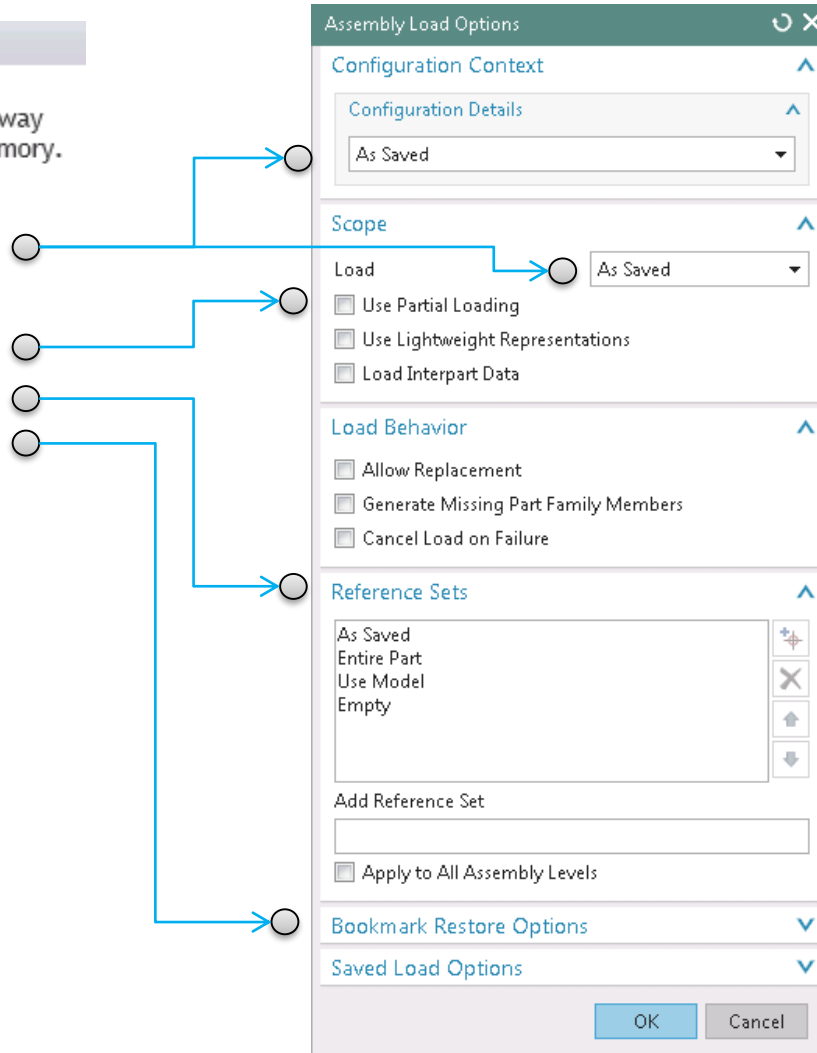 way
mory.
Assembly Load Options
Configuration Context
Configuration Details
As Saved
Scope
Load As Saved
Use Partial Loading
Use Lightweight Representations
Load Interpart Data
Load Behavior
Allow Replacement
Generate Missing Part Family Members
Cancel Load on Failure
Reference Sets
As Saved
Entire Part
Use Model
Empty
Add Reference Set
Apply to All Assembly Levels
Bookmark Restore Options
Saved Load Options
OK Cancel